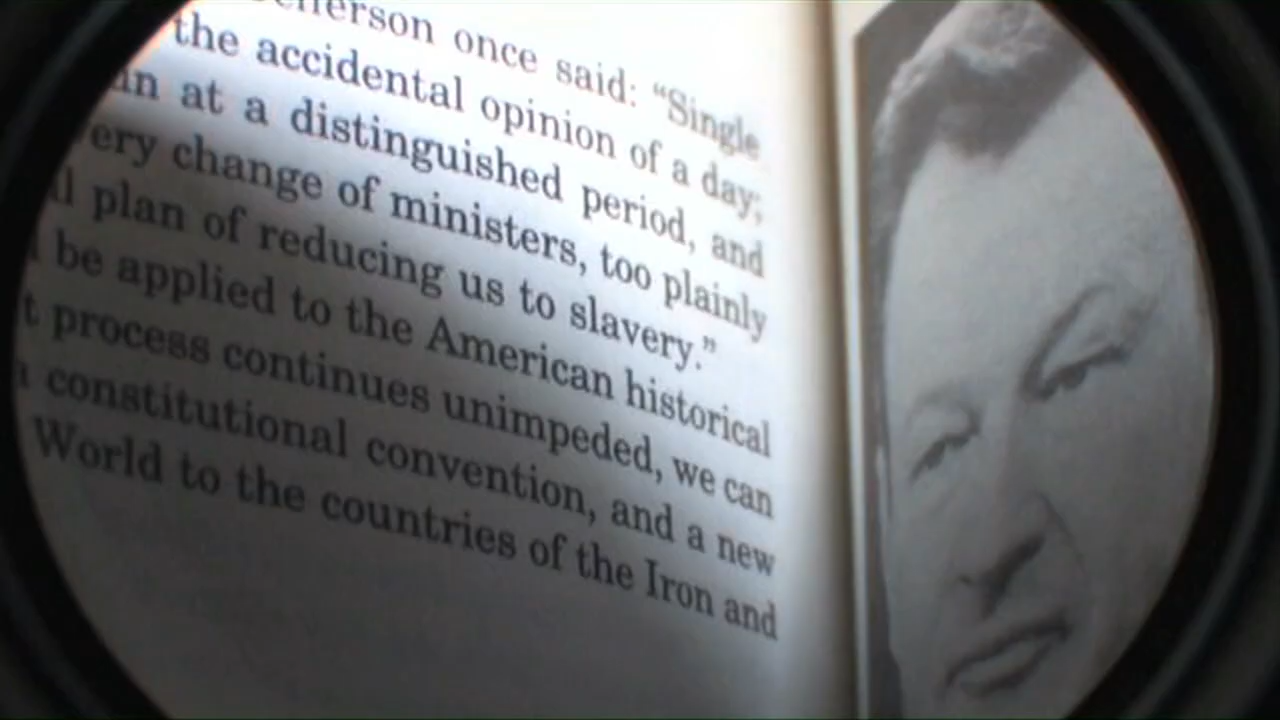 once said: “Single
the accidental opinion of a day;
at a distinguished period, and
change of ministers, too plainly
plan of reducing us to slavery.”
be applied to the American historical
process continues unimpeded, we can
constitutional convention, and a new
World to the countries of the Iron and